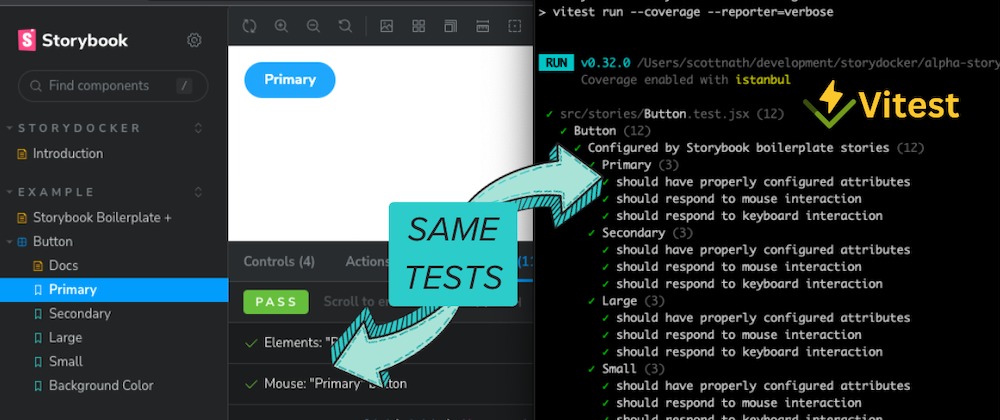 Storybook
Find components /
STORYDOCKER
Introduction
EXAMPLE
Storybook Boilerplate +
Button
Docs
Primary
Secondary
Large
Small
Background Color
Primary
Controls (4)
Actions
PASS
Scroll to
Elements:
Mouse: "Primary" button
SAME
TESTS
> vitest run --coverage --reporter=verbose
RUN v0.32.0 /Users/scottnath/development/storydocker/alpha-story
Coverage enabled with istanbul
Vitest
✓ src/stories/Button.test.jsx (12)
✓ Button (12)
✓ Configured by Storybook boilerplate stories (12)
✓ Primary (3)
✓ should have properly configured attributes
✓ should respond to mouse interaction
✓ should respond to keyboard interaction
✓ Secondary (3)
✓ should have properly configured attributes
✓ should respond to mouse interaction
✓ should respond to keyboard interaction
✓ Large (3)
✓ should have properly configured attributes
✓ should respond to mouse interaction
✓ should respond to keyboard interaction
✓ Small (3)
✓ should have properly configured attributes
✓ should respond to mouse interaction
✓ should respond to keyboard interaction